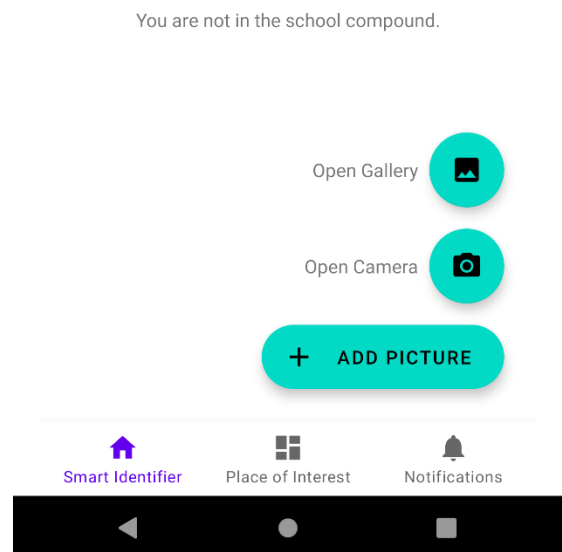 You are not in the school compound.
Open Gallery
Open Camera
ADD PICTURE
Smart Identifier
Place of Interest
Notifications